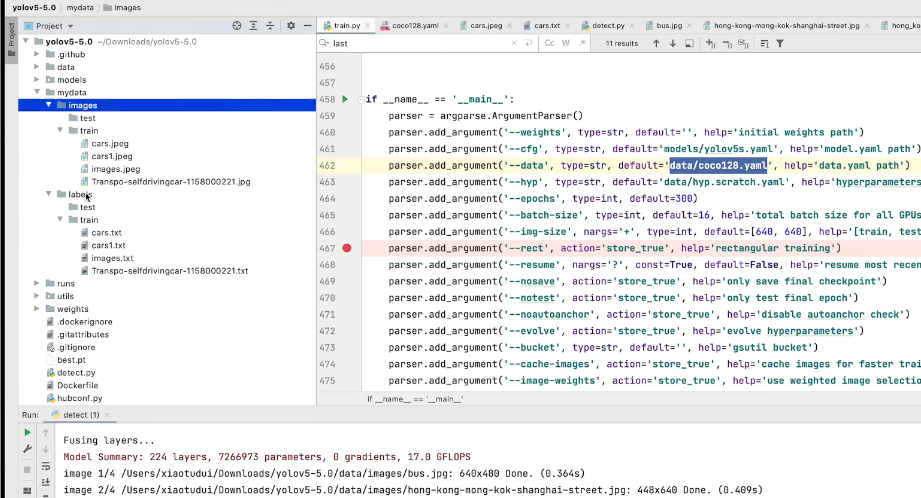 yolov5-5.0 › mydata › images
Project
Project
train.py coco128.yaml cars.jpeg cars.txt detect.py bus.jpg hong-kong-mong-kok-shanghai-street.jpg hong_ko
yolov5-5.0 ~/Downloads/yolov5-5.0
.github
data
models
mydata
images
test
train
cars.jpeg
cars1.jpeg
images.jpeg
Transpo-selfdrivingcar-1158000221.jpg
labels
test
train
cars.txt
cars1.txt
images.txt
Transpo-selfdrivingcar-1158000221.txt
runs
utils
weights
.dockerignore
.gitattributes
.gitignore
best.pt
detect.py
Dockerfile
hubconf.py
last Cc W .* 11 results
456
457
458 if __name__ == '__main__':
459 parser = argparse.ArgumentParser()
460 parser.add_argument('--weights', type=str, default='', help='initial weights path')
461 parser.add_argument('--cfg', type=str, default='models/yolov5s.yaml', help='model.yaml path')
462 parser.add_argument('--data', type=str, default='data/coco128.yaml', help='data.yaml path')
463 parser.add_argument('--hyp', type=str, default='data/hyp.scratch.yaml', help='hyperparameters
464 parser.add_argument('--epochs', type=int, default=300)
465 parser.add_argument('--batch-size', type=int, default=16, help='total batch size for all GPUs
466 parser.add_argument('--img-size', nargs='+', type=int, default=[640, 640], help='[train, test
467 parser.add_argument('--rect', action='store_true', help='rectangular training')
468 parser.add_argument('--resume', nargs='?', const=True, default=False, help='resume most recen
469 parser.add_argument('--nosave', action='store_true', help='only save final checkpoint')
470 parser.add_argument('--notest', action='store_true', help='only test final epoch')
471 parser.add_argument('--noautoanchor', action='store_true', help='disable autoanchor check')
472 parser.add_argument('--evolve', action='store_true', help='evolve hyperparameters')
473 parser.add_argument('--bucket', type=str, default='', help='gsutil bucket')
474 parser.add_argument('--cache-images', action='store_true', help='cache images for faster trai
475 parser.add_argument('--image-weights', action='store_true', help='use weighted image selectio
if __name__ == '__main__'
Run: detect (1)
Fusing layers...
Model Summary: 224 layers, 7266973 parameters, 0 gradients, 17.0 GFLOPS
image 1/4 /Users/xiaotudui/Downloads/yolov5-5.0/data/images/bus.jpg: 640x480 Done. (0.364s)
image 2/4 /Users/xiaotudui/Downloads/yolov5-5.0/data/images/hong-kong-mong-kok-shanghai-street.jpg: 448x640 Done. (0.409s)